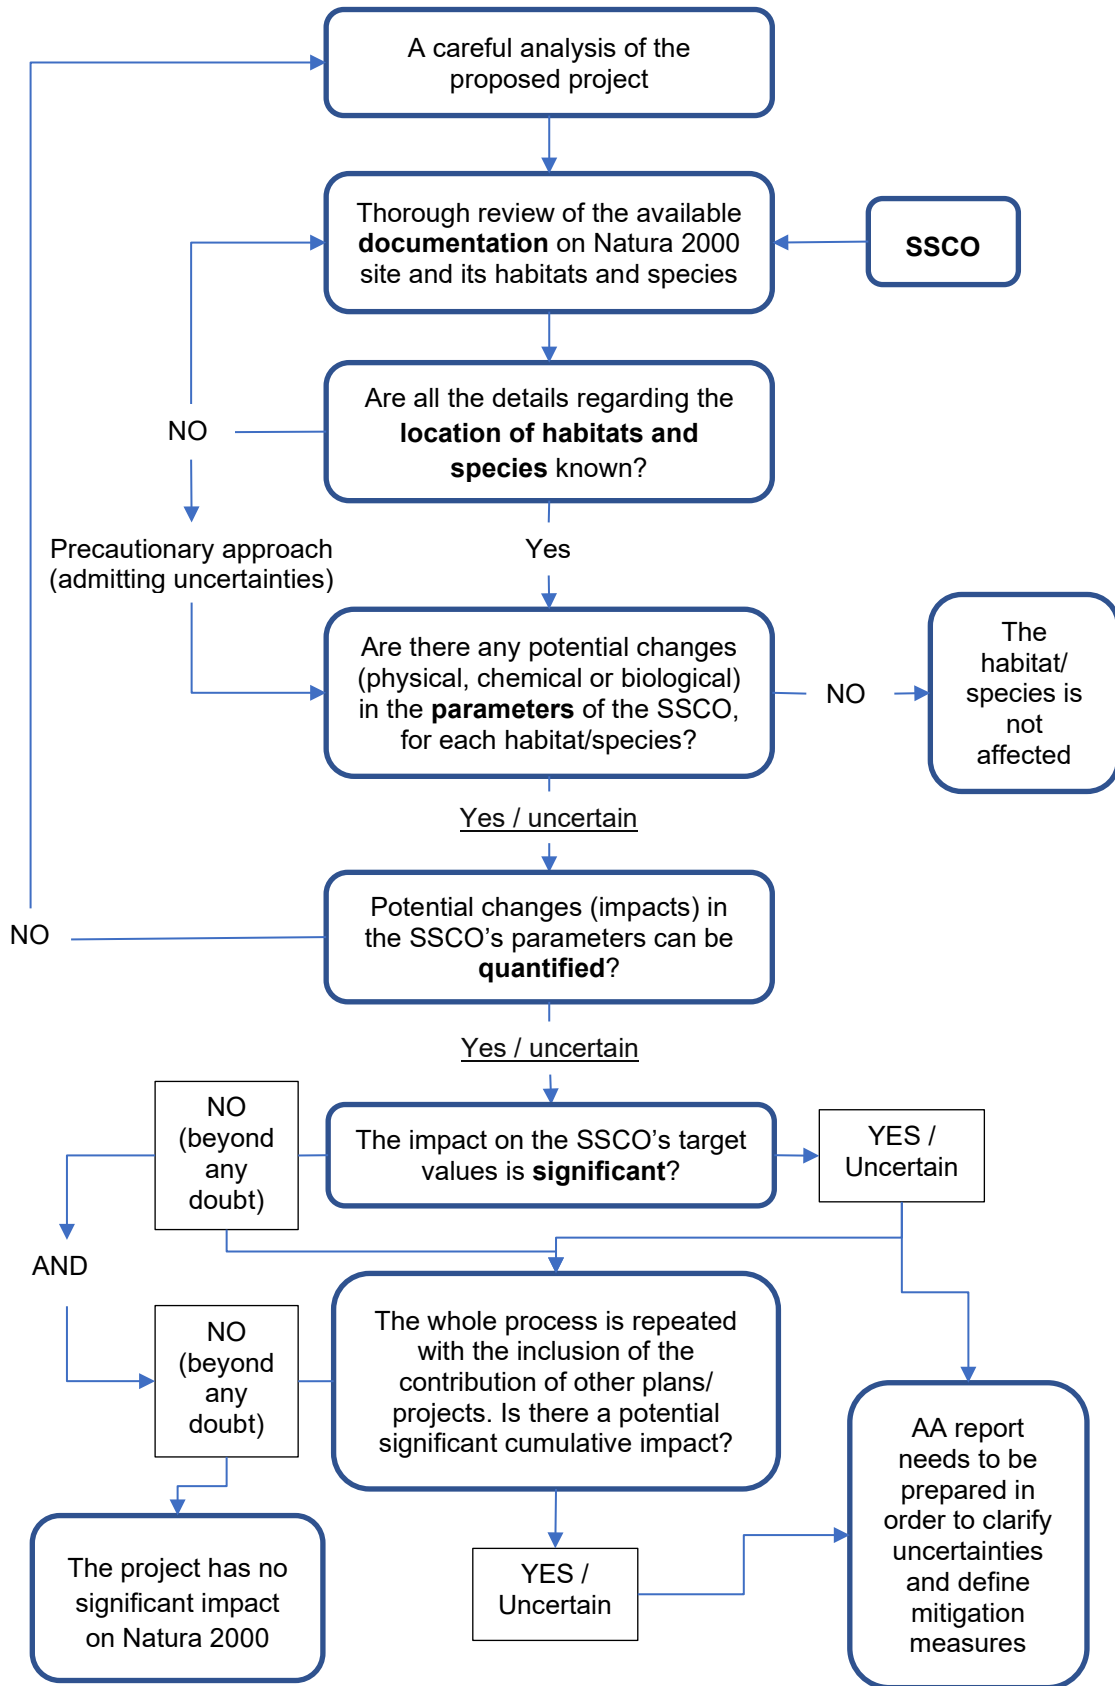 A careful analysis of the
proposed project
Thorough review of the available
documentation on Natura 2000
site and its habitats and species
SSCO
Are all the details regarding the
location of habitats and
species known?
NO
Precautionary approach
(admitting uncertainties)
Yes
Are there any potential changes
(physical, chemical or biological)
in the parameters of the SSCO,
for each habitat/species?
NO
The
habitat/
species is
not
affected
Yes / uncertain
Potential changes (impacts) in
the SSCO’s parameters can be
quantified?
NO
Yes / uncertain
NO
(beyond
any
doubt)
The impact on the SSCO’s target
values is significant?
YES /
Uncertain
AND
NO
(beyond
any
doubt)
The whole process is repeated
with the inclusion of the
contribution of other plans/
projects. Is there a potential
significant cumulative impact?
AA report
needs to be
prepared in
order to clarify
uncertainties
and define
mitigation
measures
The project has no
significant impact
on Natura 2000
YES /
Uncertain